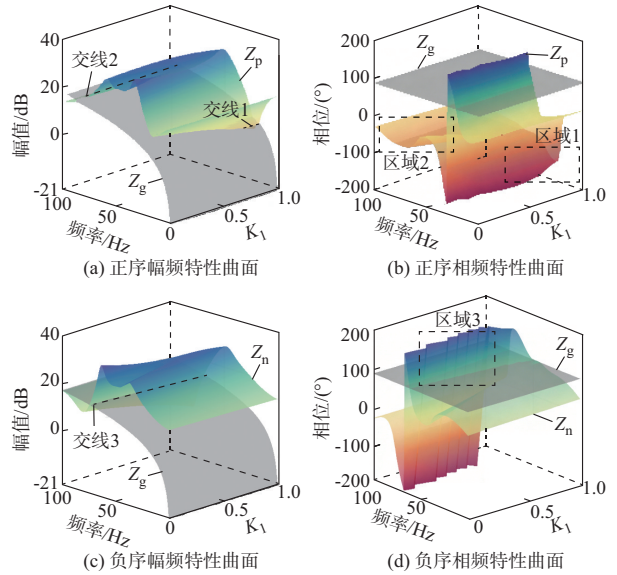 40
20
0
-21
幅值/dB
交线2
Zp
交线1
Zg
100
50
0
频率/Hz
0
0.5
1.0
K1
(a) 正序幅频特性曲面
200
100
0
-100
-200
相位/(°)
Zg
Zp
区域1
区域2
100
50
0
频率/Hz
0.5
1.0
K1
(b) 正序相频特性曲面
40
20
0
-21
幅值/dB
Zn
交线3
Zg
100
50
频率/Hz
0
0.5
1.0
K1
(c) 负序幅频特性曲面
200
100
0
-100
-200
相位/(°)
区域3
Zg
Zn
100
50
频率/Hz
0
0.5
1.0
K1
(d) 负序相频特性曲面